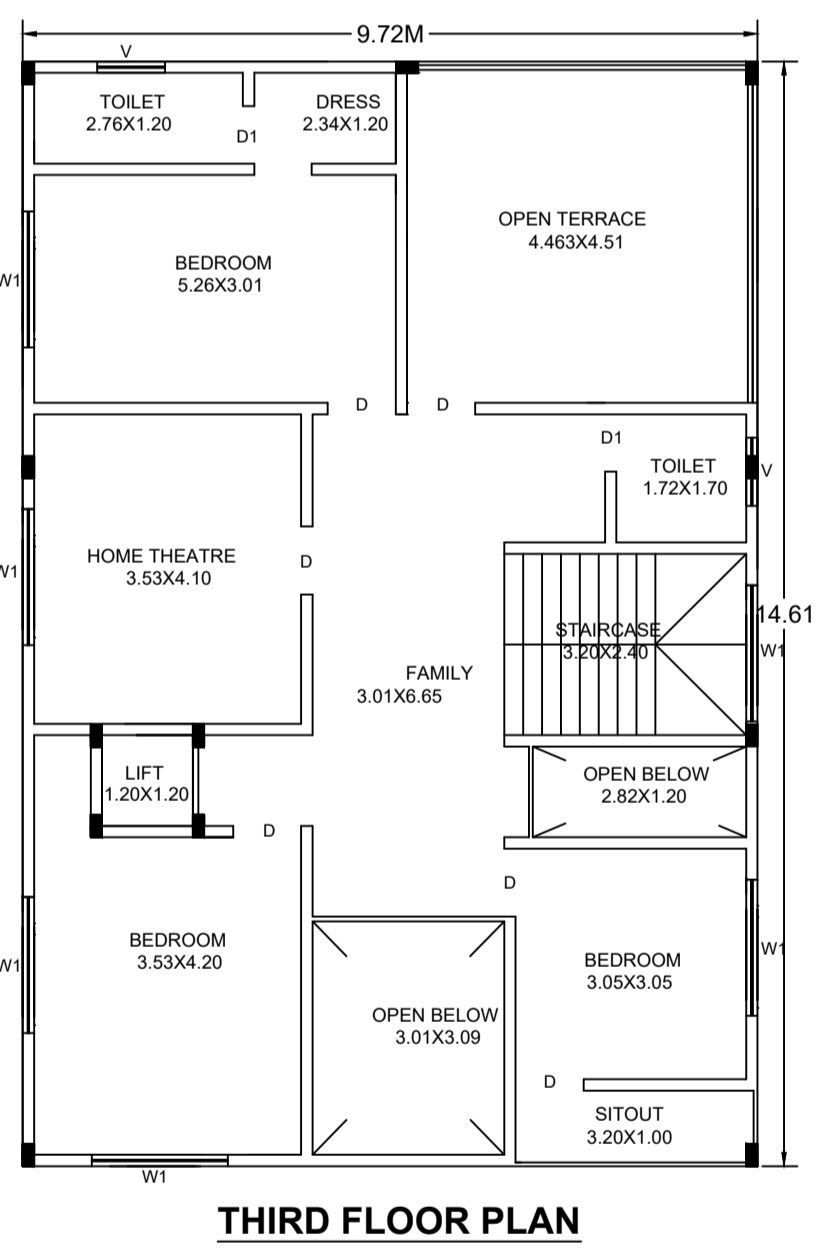 9.72M
V
TOILET
2.76X1.20
DRESS
2.34X1.20
D1
OPEN TERRACE
4.463X4.51
BEDROOM
5.26X3.01
W1
D
D
D1
TOILET
1.72X1.70
V
HOME THEATRE
3.53X4.10
W1
D
14.61
STAIRCASE
3.20X2.40
W1
FAMILY
3.01X6.65
LIFT
1.20X1.20
OPEN BELOW
2.82X1.20
D
D
BEDROOM
3.53X4.20
W1
BEDROOM
3.05X3.05
W1
OPEN BELOW
3.01X3.09
D
SITOUT
3.20X1.00
W1
THIRD FLOOR PLAN